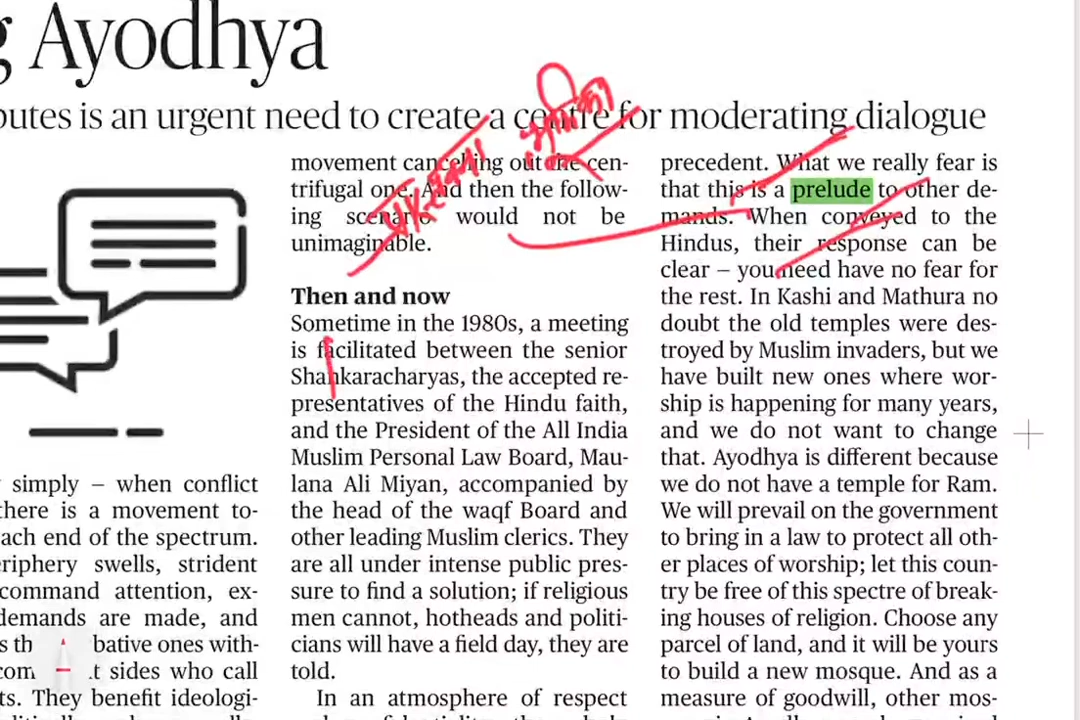 g Ayodhya
putes is an urgent need to create a centre for moderating dialogue
simply – when conflict
there is a movement to-
each end of the spectrum.
eriphery swells, strident
command attention, ex-
demands are made, and
s th bative ones with-
com t sides who call
ts. They benefit ideologi-
movement cancelling out the cen-
trifugal one. And then the follow-
ing scenario would not be
unimaginable.
Then and now
Sometime in the 1980s, a meeting
is facilitated between the senior
Shankaracharyas, the accepted re-
presentatives of the Hindu faith,
and the President of the All India
Muslim Personal Law Board, Mau-
lana Ali Miyan, accompanied by
the head of the waqf Board and
other leading Muslim clerics. They
are all under intense public pres-
sure to find a solution; if religious
men cannot, hotheads and politi-
cians will have a field day, they are
told.
In an atmosphere of respect
precedent. What we really fear is
that this is a prelude to other de-
mands. When conveyed to the
Hindus, their response can be
clear – you need have no fear for
the rest. In Kashi and Mathura no
doubt the old temples were des-
troyed by Muslim invaders, but we
have built new ones where wor-
ship is happening for many years,
and we do not want to change
that. Ayodhya is different because
we do not have a temple for Ram.
We will prevail on the government
to bring in a law to protect all oth-
er places of worship; let this coun-
try be free of this spectre of break-
ing houses of religion. Choose any
parcel of land, and it will be yours
to build a new mosque. And as a
measure of goodwill, other mos-